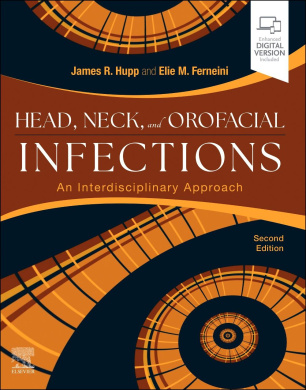 Enhanced
DIGITAL
VERSION
Included
James R. Hupp and Elie M. Ferneini
HEAD, NECK, and OROFACIAL
INFECTIONS
An Interdisciplinary Approach
Second
Edition
ELSEVIER